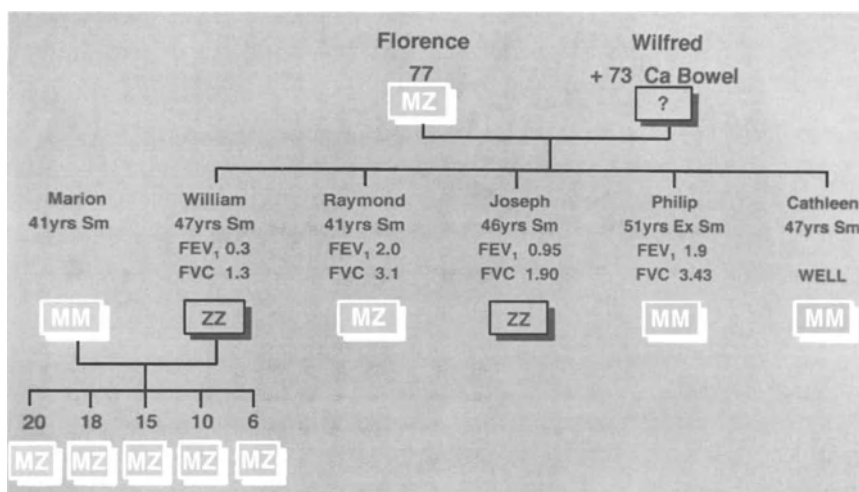 Florence Wilfred
77 + 73 Ca Bowel
MZ ?
Marion William Raymond Joseph Philip Cathleen
41yrs Sm 47yrs Sm 41yrs Sm 46yrs Sm 51yrs Ex Sm 47yrs Sm
FEV₁ 0.3 FEV₁ 2.0 FEV₁ 0.95 FEV₁ 1.9
FVC 1.3 FVC 3.1 FVC 1.90 FVC 3.43 WELL
MM ZZ MZ ZZ MM MM
20 18 15 10 6
MZ MZ MZ MZ MZ